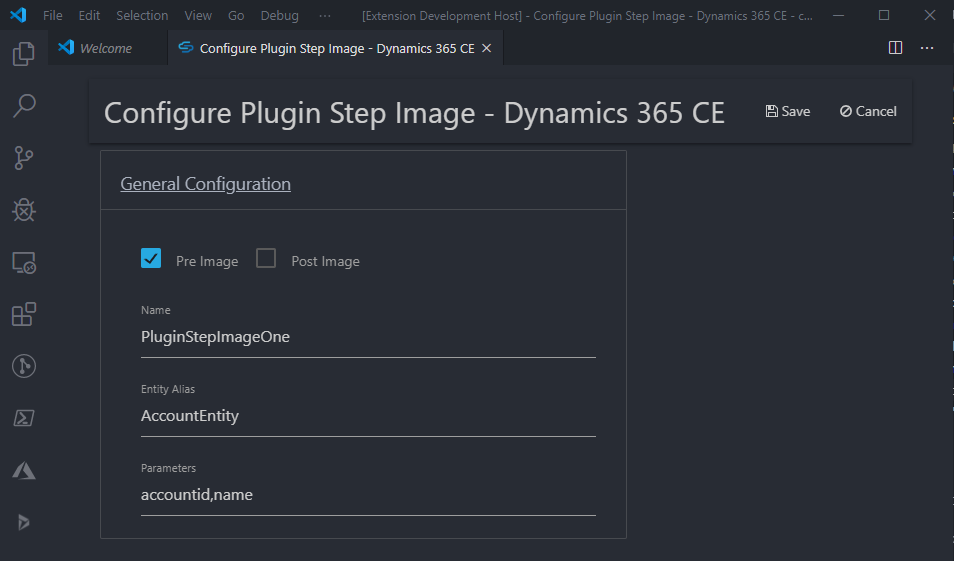 File Edit Selection View Go Debug ··· [Extension Development Host] - Configure Plugin Step Image - Dynamics 365 CE - c...
Welcome Configure Plugin Step Image - Dynamics 365 CE
Configure Plugin Step Image - Dynamics 365 CE Save Cancel
General Configuration
Pre Image Post Image
Name
PluginStepImageOne
Entity Alias
AccountEntity
Parameters
accountid,name